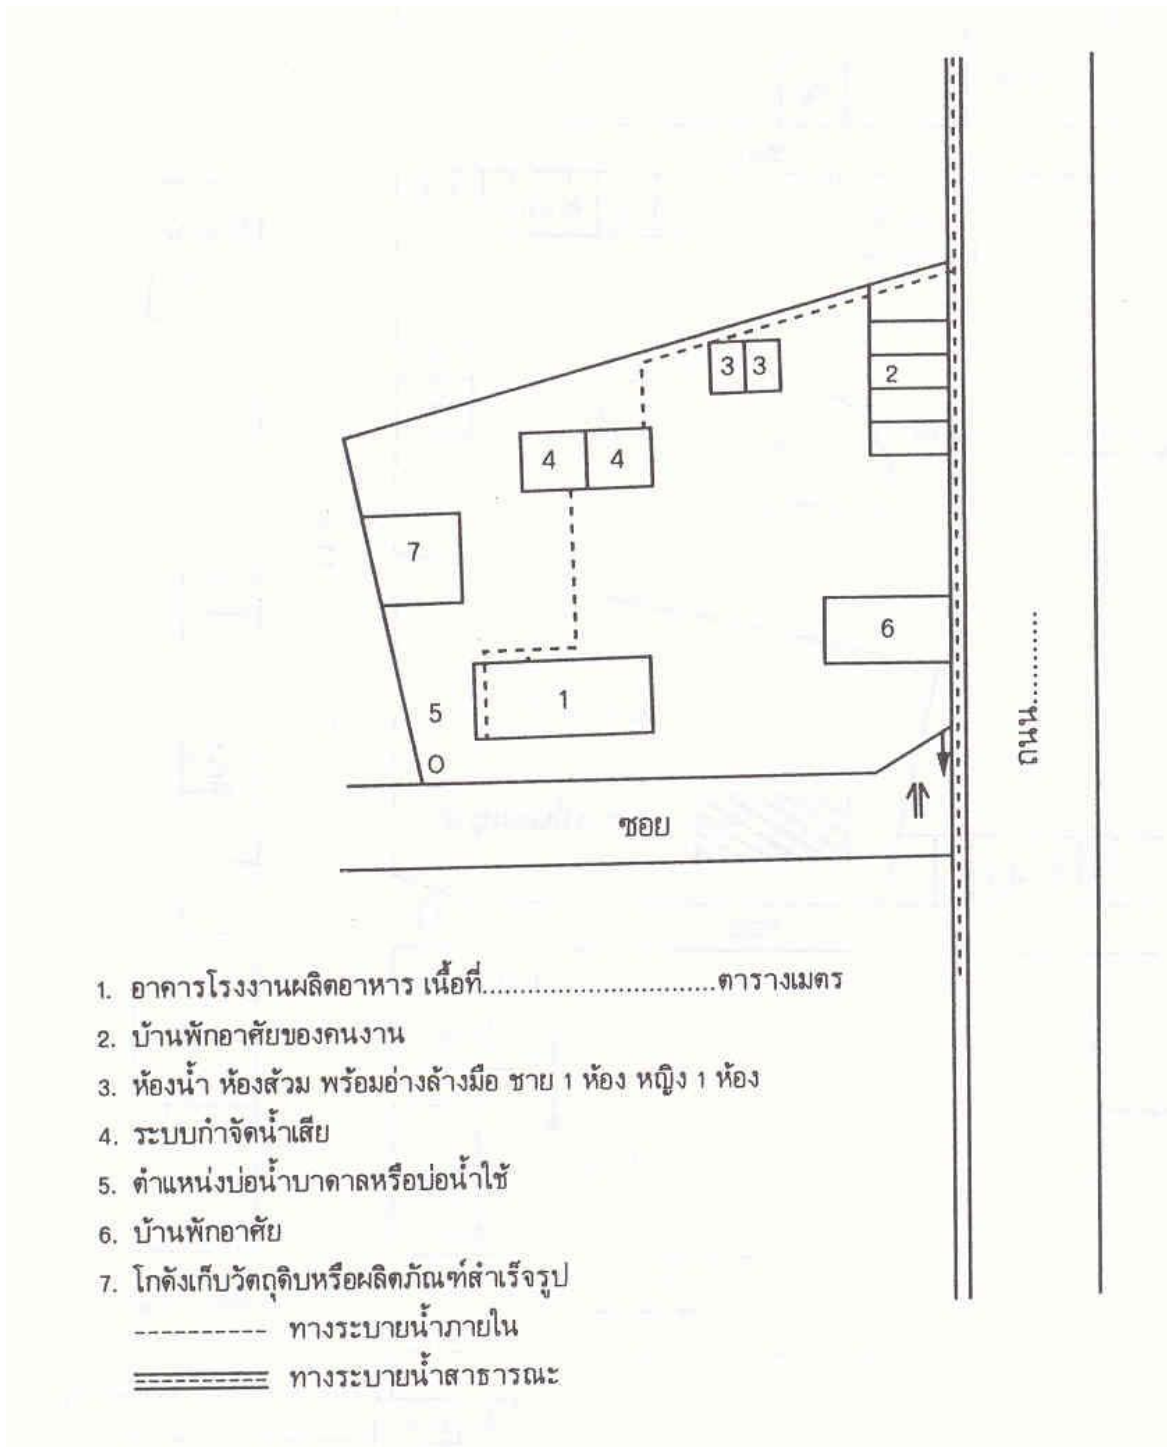 3 3
2
4 4
7
6
1
5
O
ถนน..............
ซอย
1. อาคารโรงงานผลิตอาหาร เนื้อที่...............................ตารางเมตร
2. บ้านพักอาศัยของคนงาน
3. ห้องน้ำ ห้องส้วม พร้อมอ่างล้างมือ ชาย 1 ห้อง หญิง 1 ห้อง
4. ระบบกำจัดน้ำเสีย
5. ตำแหน่งบ่อน้ำบาดาลหรือบ่อน้ำใช้
6. บ้านพักอาศัย
7. โกดังเก็บวัตถุดิบหรือผลิตภัณฑ์สำเร็จรูป
ทางระบายน้ำภายใน
ทางระบายน้ำสาธารณะ